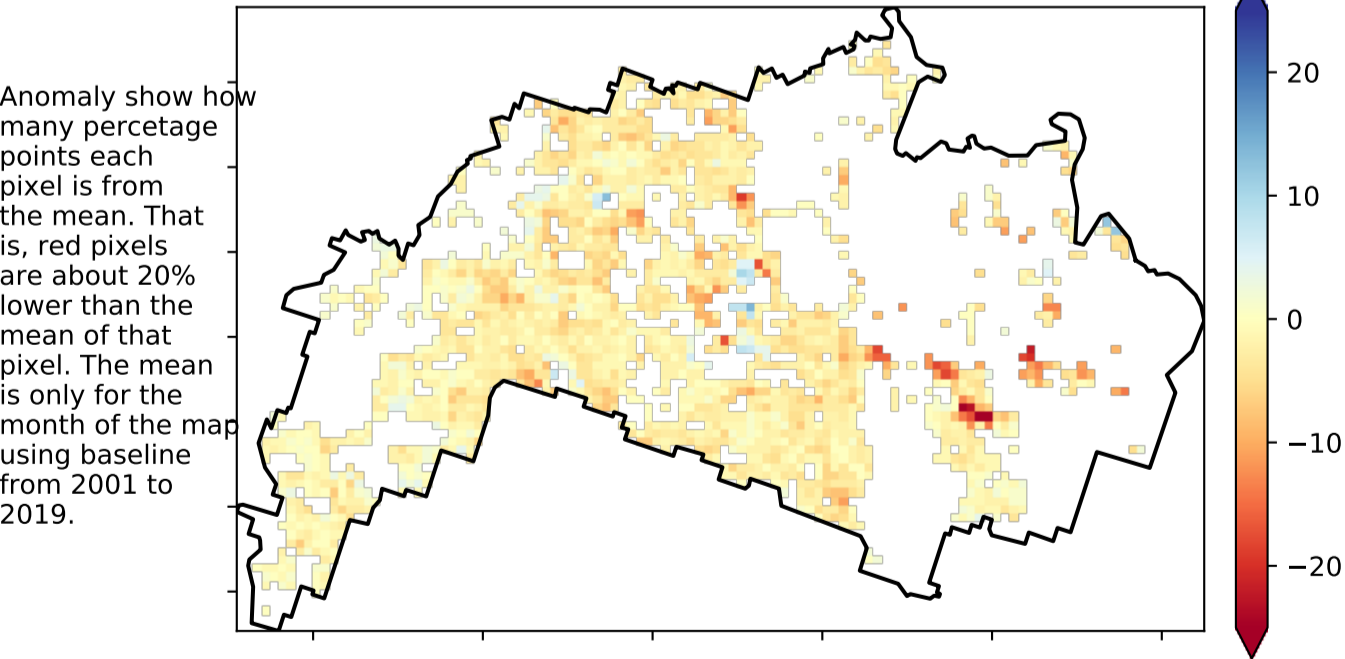 Anomaly show how
many percetage
points each
pixel is from
the mean. That
is, red pixels
are about 20%
lower than the
mean of that
pixel. The mean
is only for the
month of the map
using baseline
from 2001 to
2019.
20
10
0
−10
−20